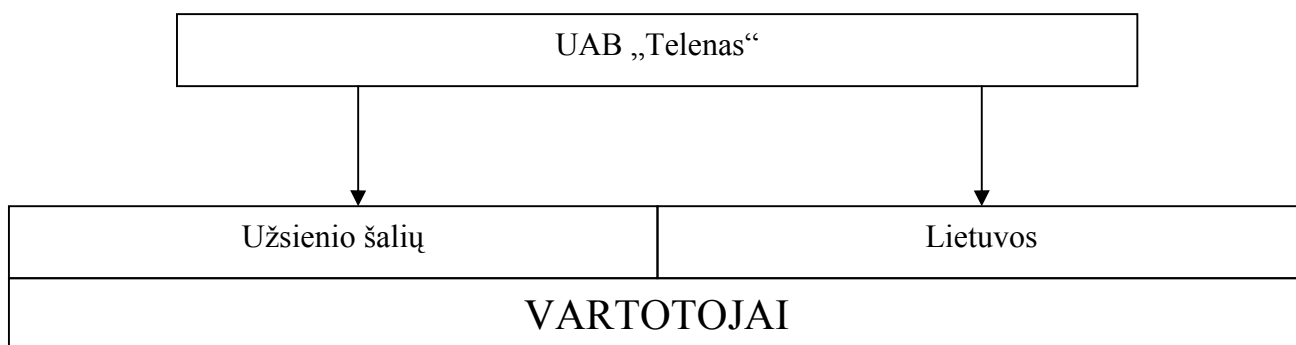 UAB „Telenas“
Užsienio šalių
Lietuvos
VARTOTOJAI